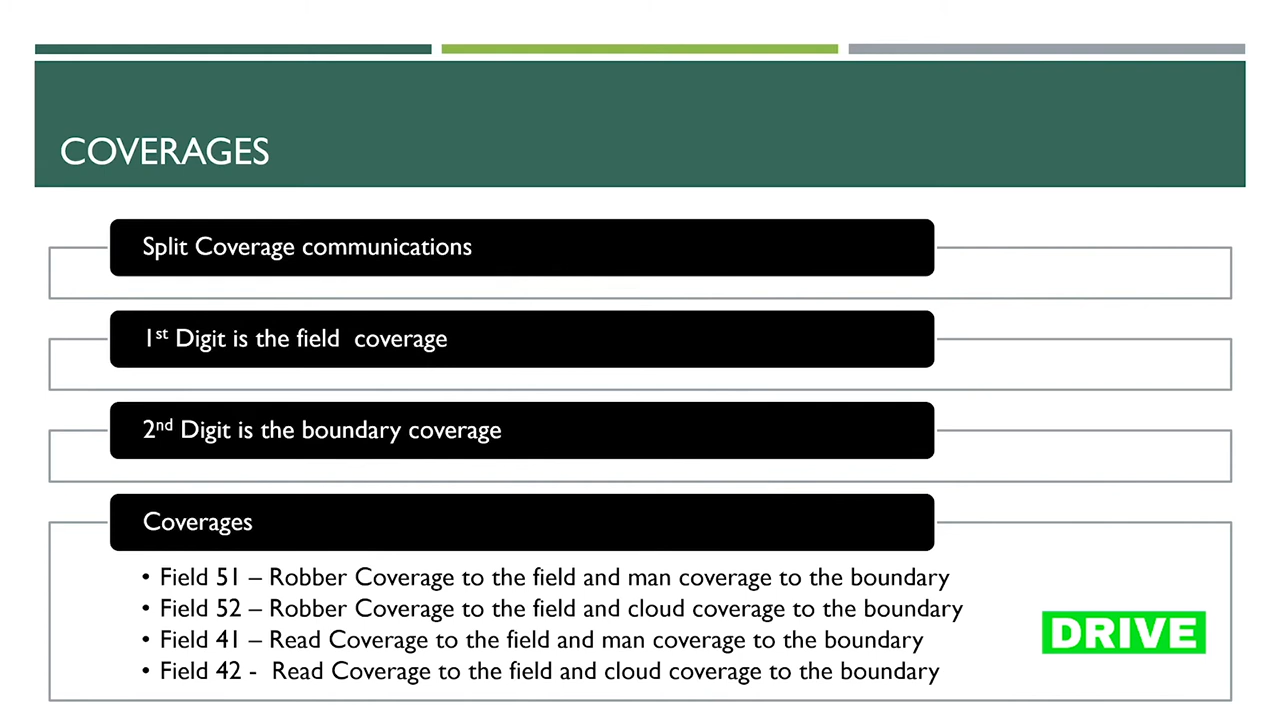 COVERAGES
Split Coverage communications
1st Digit is the field  coverage
2nd Digit is the boundary coverage
Coverages
• Field 51 – Robber Coverage to the field and man coverage to the boundary
• Field 52 – Robber Coverage to the field and cloud coverage to the boundary
• Field 41 – Read Coverage to the field and man coverage to the boundary
• Field 42 -  Read Coverage to the field and cloud coverage to the boundary
DRIVE